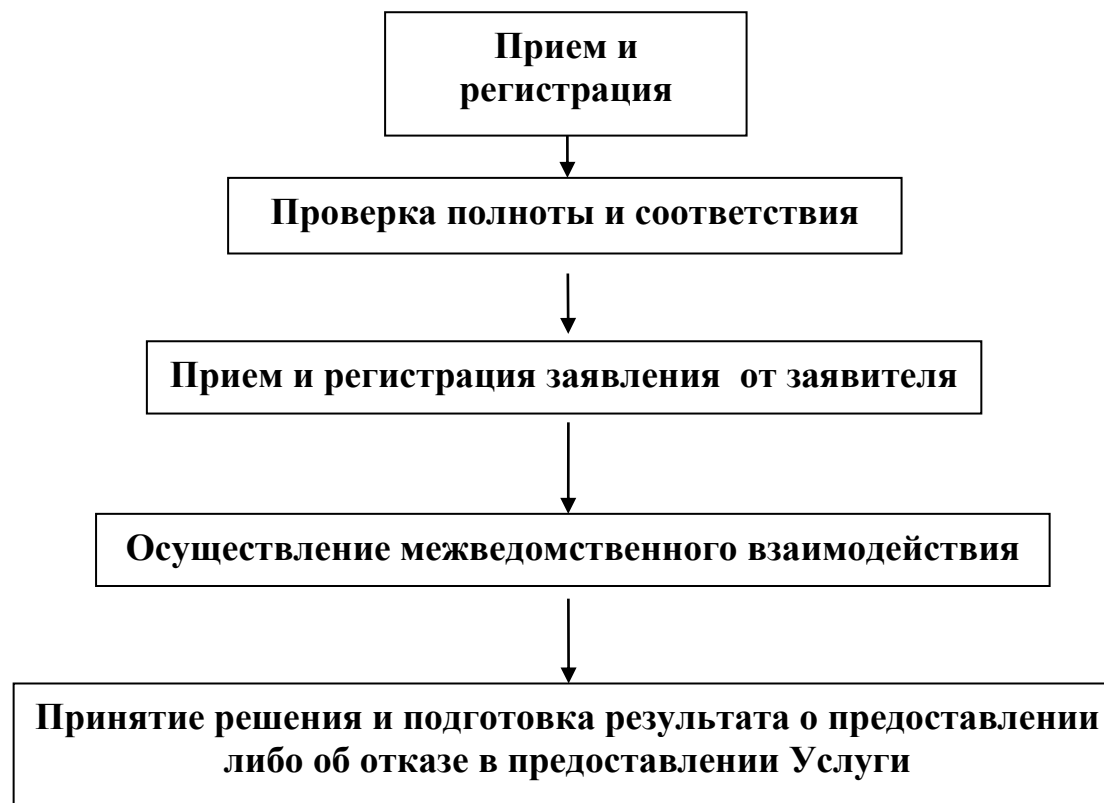 Прием и
регистрация
Проверка полноты и соответствия
Прием и регистрация заявления от заявителя
Осуществление межведомственного взаимодействия
Принятие решения и подготовка результата о предоставлении
либо об отказе в предоставлении Услуги